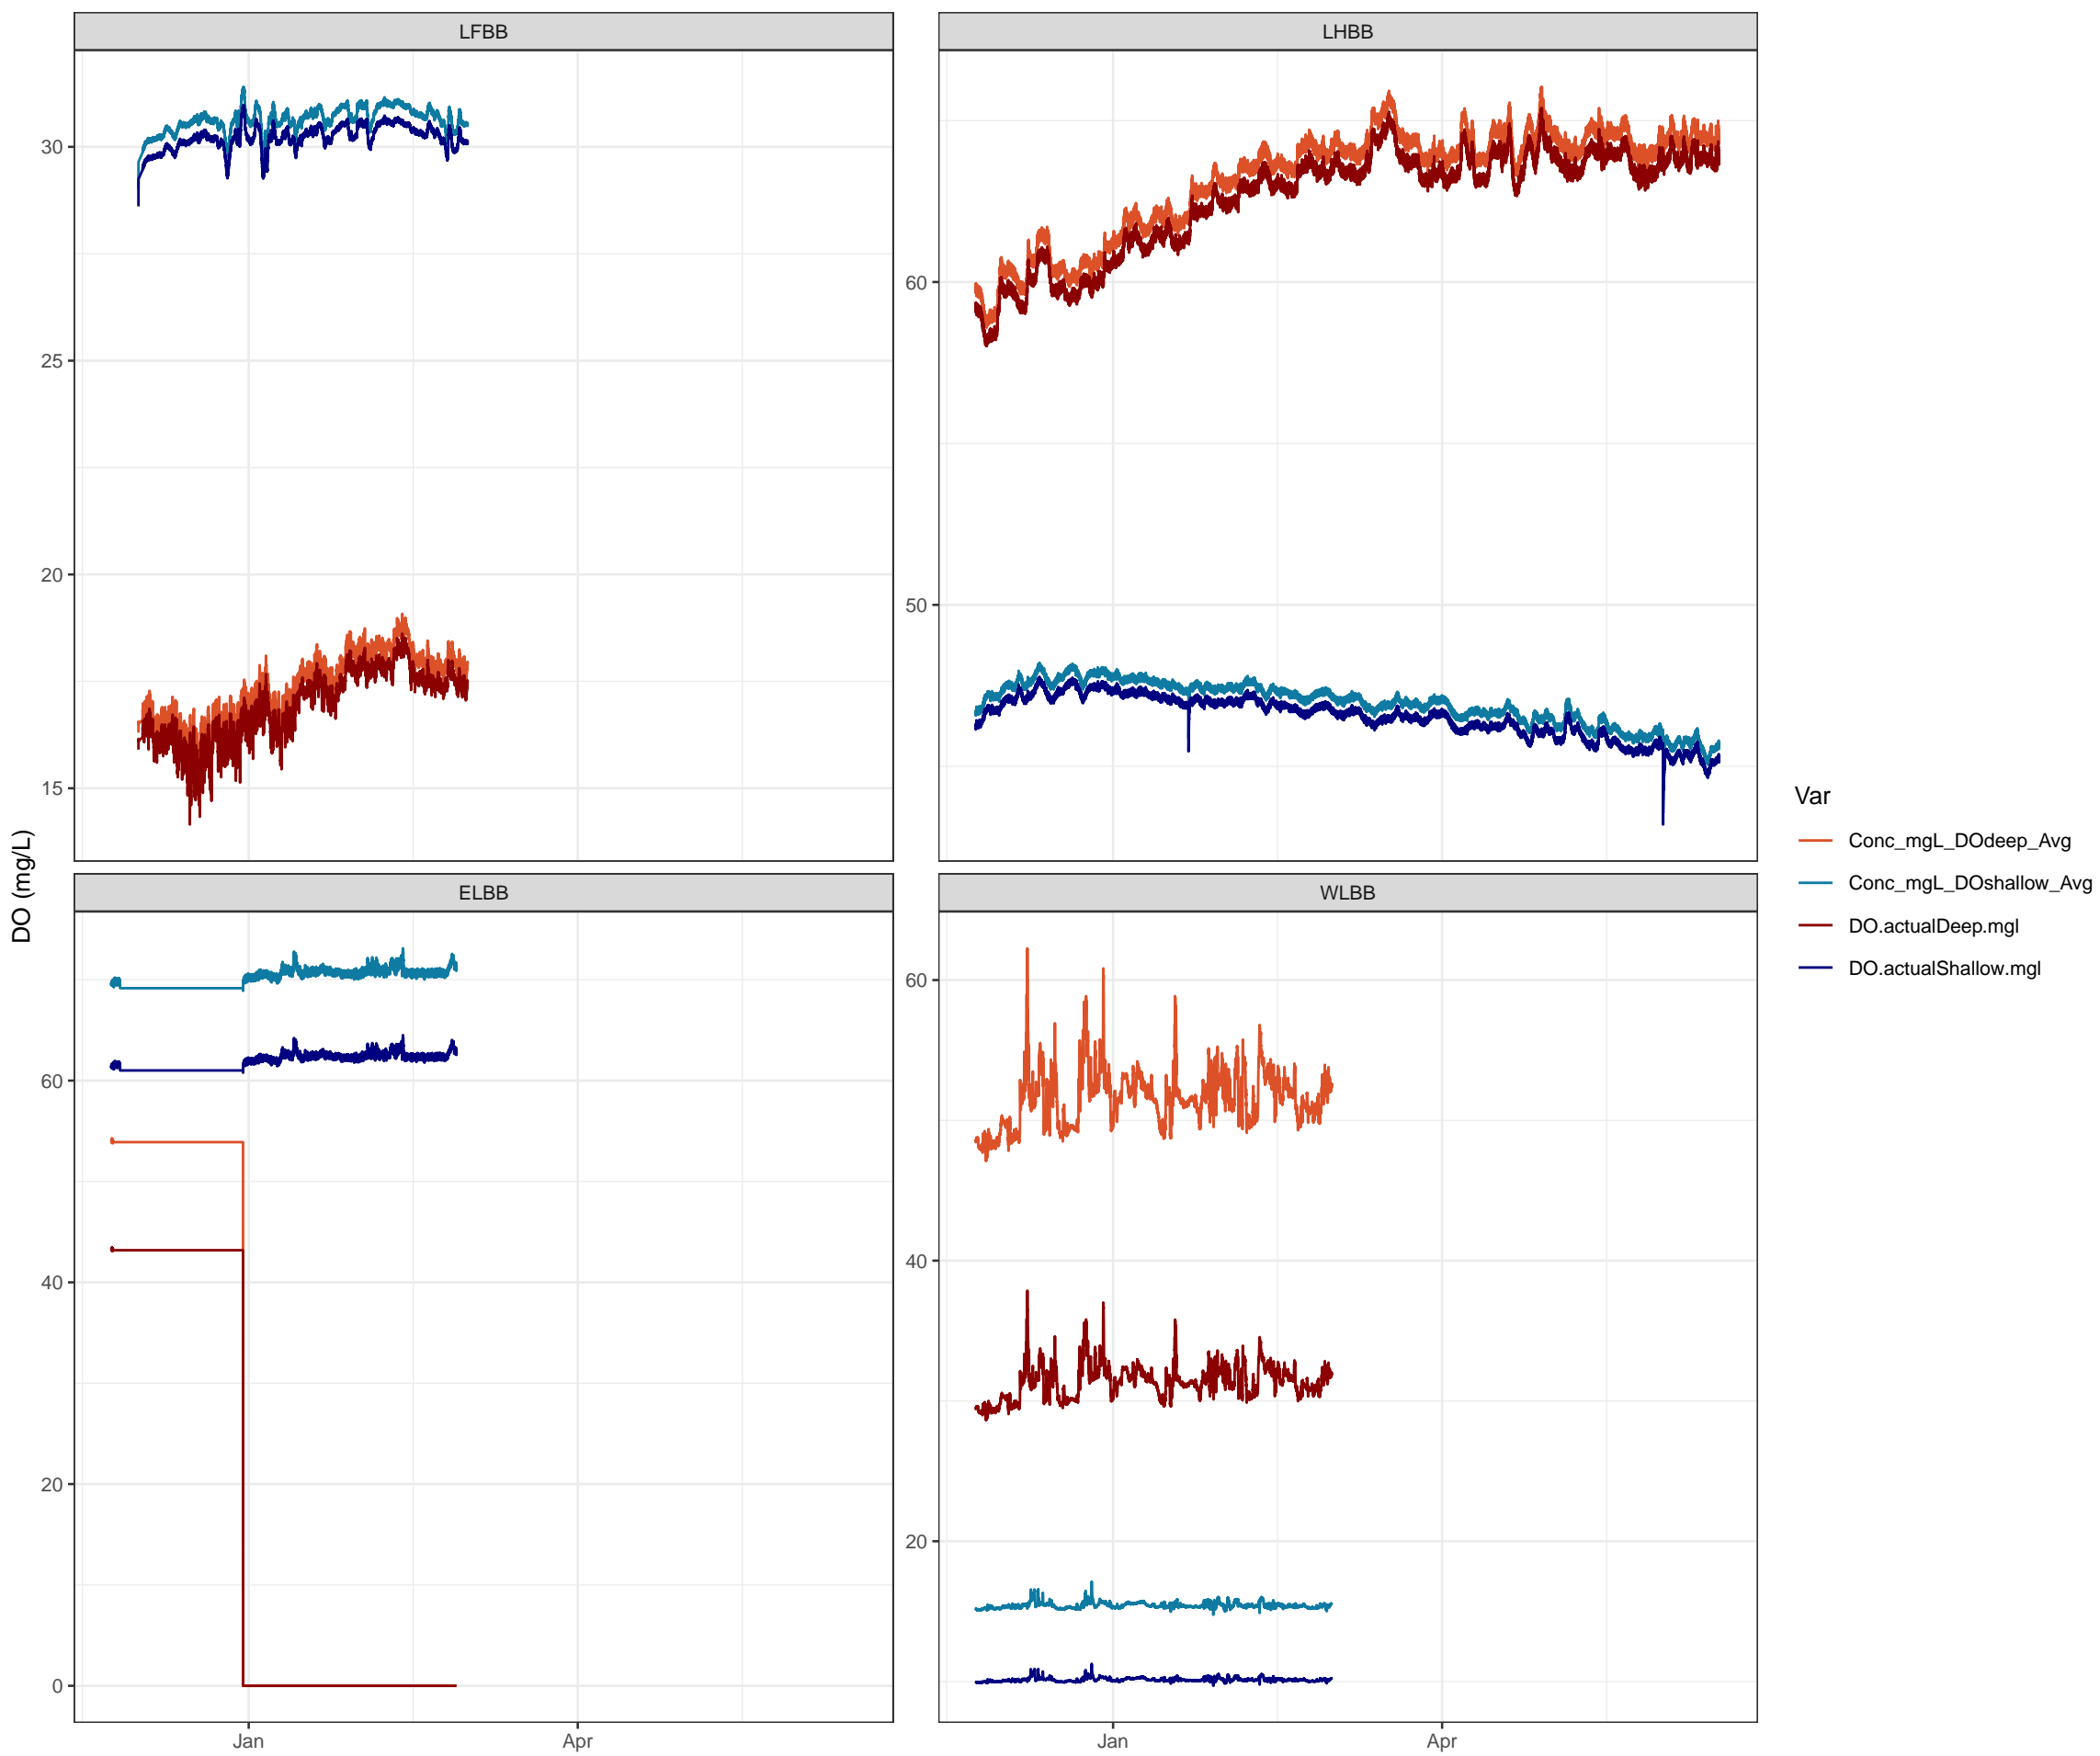 LFBB
LHBB
30
25
20
15
60
50
DO (mg/L)
ELBB
WLBB
60
40
20
0
60
40
20
Jan
Apr
Jan
Apr
Var
Conc_mgL_DOdeep_Avg
Conc_mgL_DOshallow_Avg
DO.actualDeep.mgl
DO.actualShallow.mgl